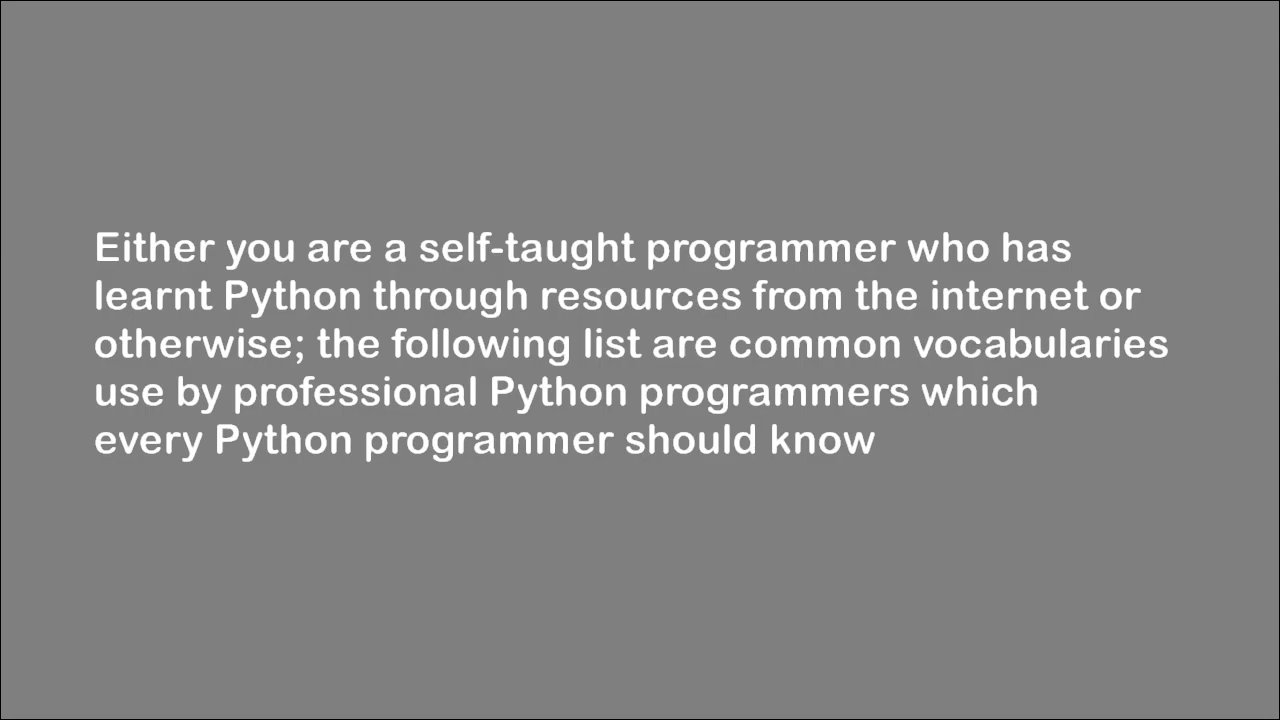 Either you are a self-taught programmer who has
learnt Python through resources from the internet or
otherwise; the following list are common vocabularies
use by professional Python programmers which
every Python programmer should know